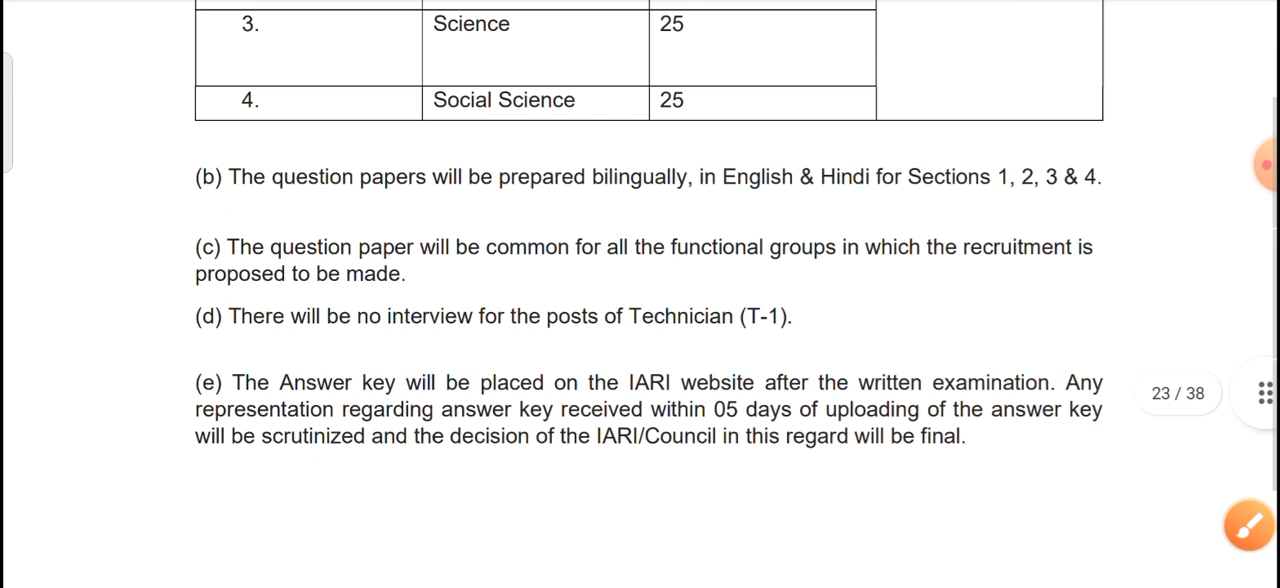 3. Science 25
4. Social Science 25
(b) The question papers will be prepared bilingually, in English & Hindi for Sections 1, 2, 3 & 4.
(c) The question paper will be common for all the functional groups in which the recruitment is
proposed to be made.
(d) There will be no interview for the posts of Technician (T-1).
(e) The Answer key will be placed on the IARI website after the written examination. Any
representation regarding answer key received within 05 days of uploading of the answer key
will be scrutinized and the decision of the IARI/Council in this regard will be final.
23 / 38